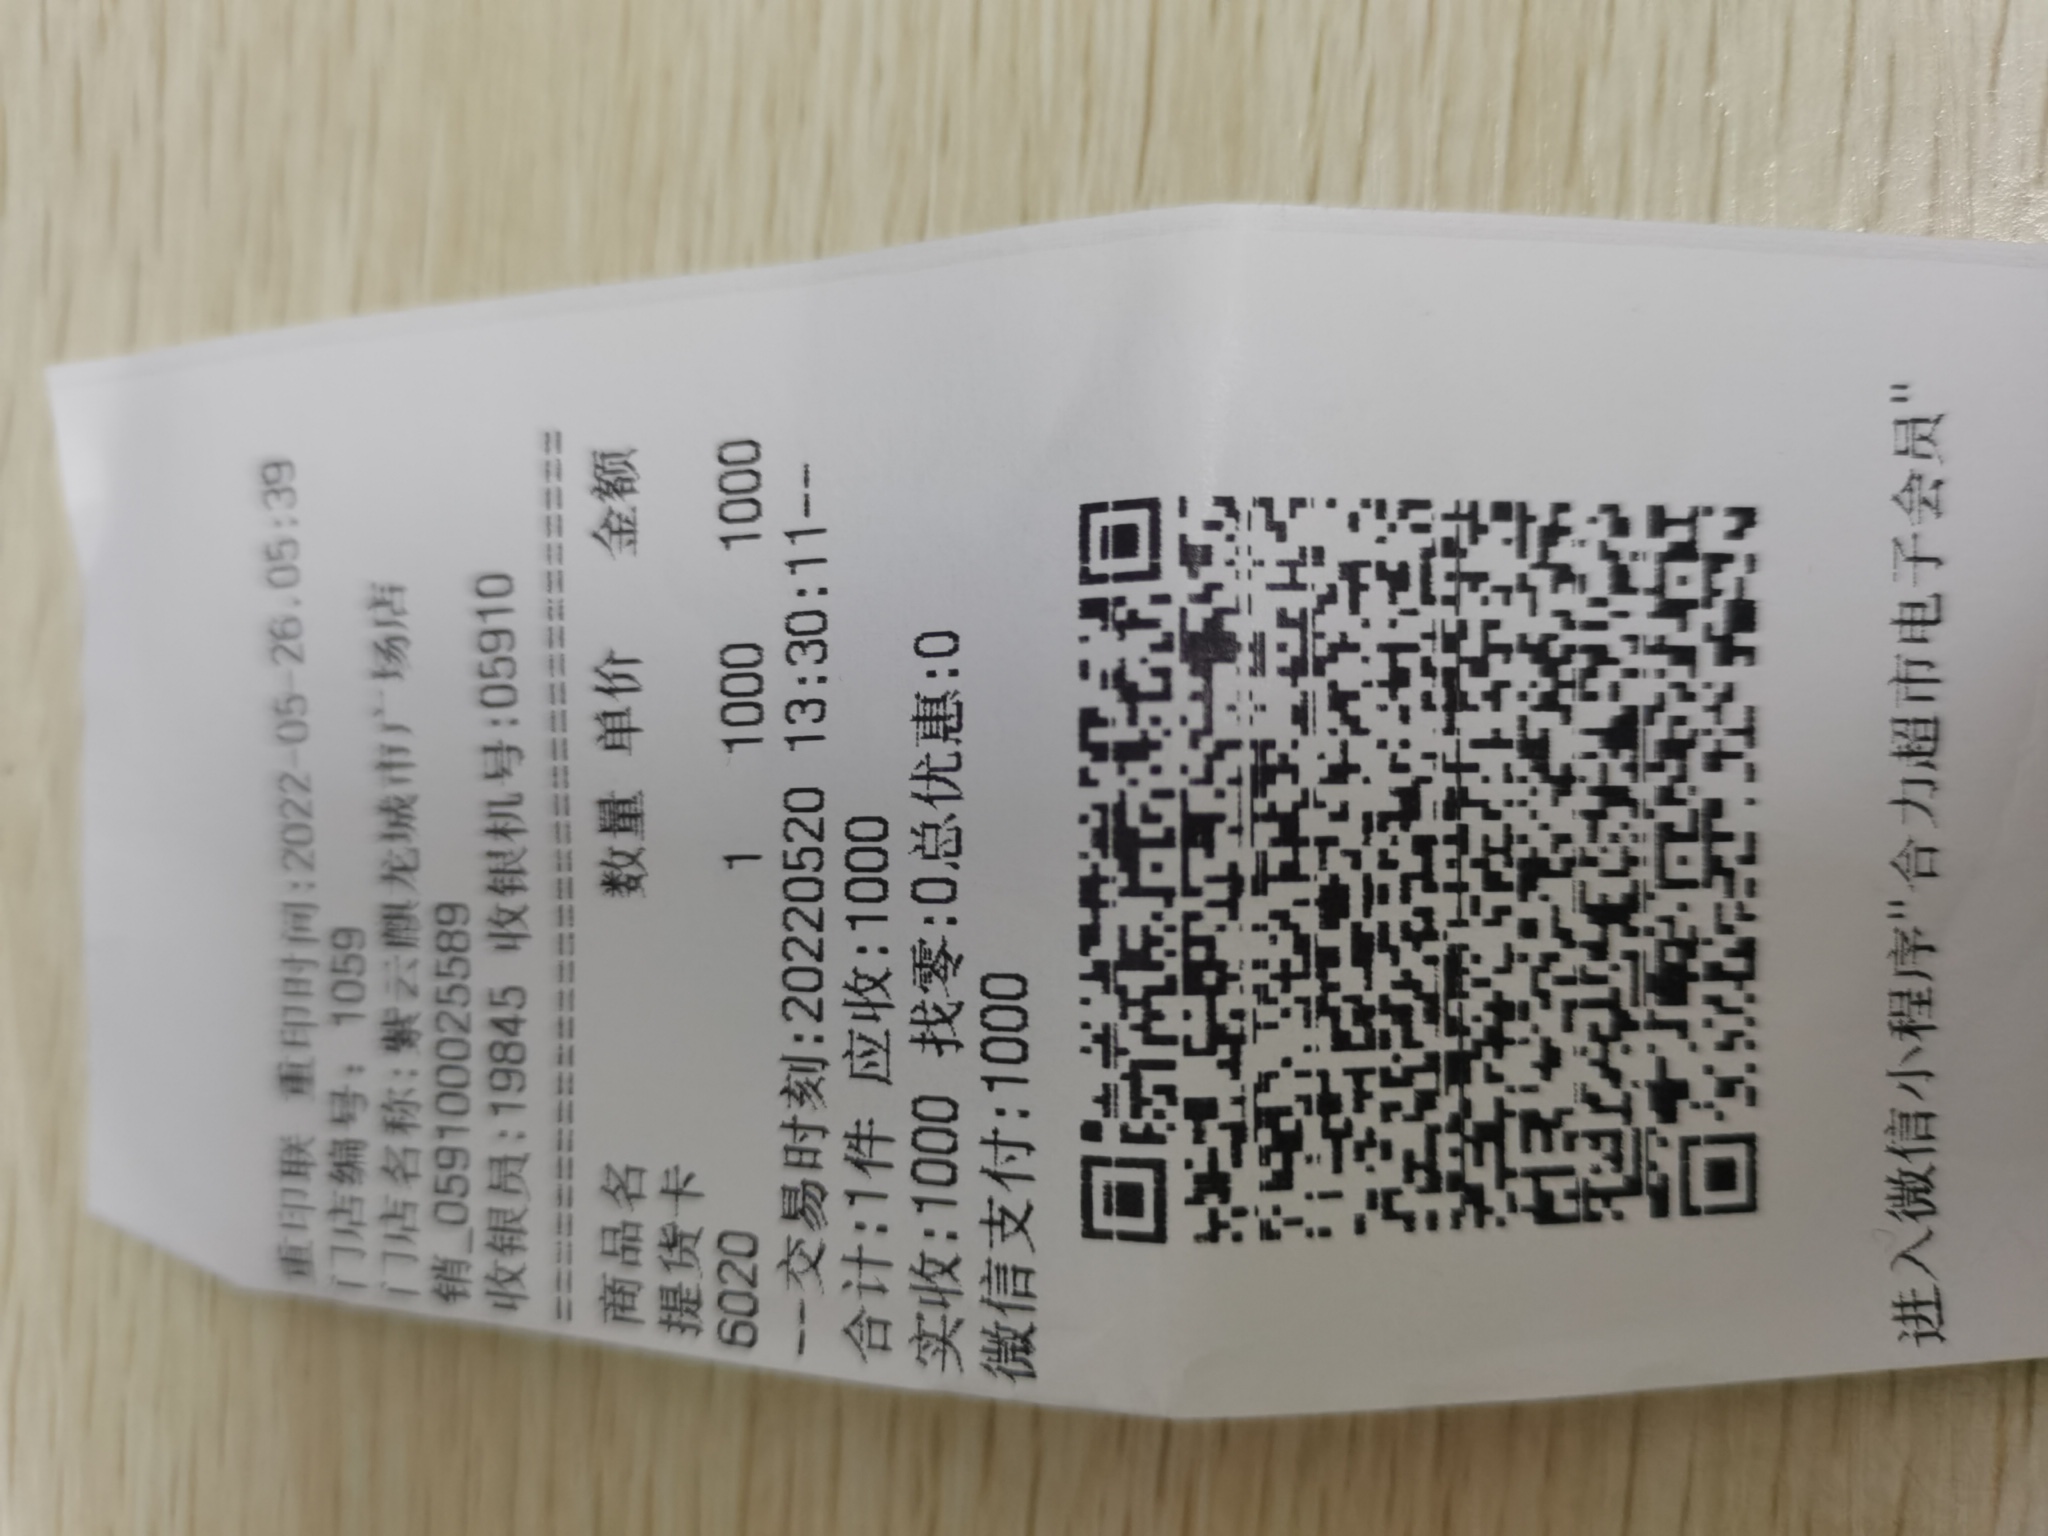 重印联 重印时间:2022-05-26.05:39
门店编号: 1059
门店名称:紫云麒龙城市广场店
销_0591000025589
收银员:19845 收银机号:05910
==========================================
商品名 数量 单价 金额
提货卡
6020 1 1000 1000
--交易时刻:20220520 13:30:11--
合计:1件 应收:1000
实收:1000 找零:0总优惠:0
微信支付:1000
进入微信小程序"合力超市电子会员"